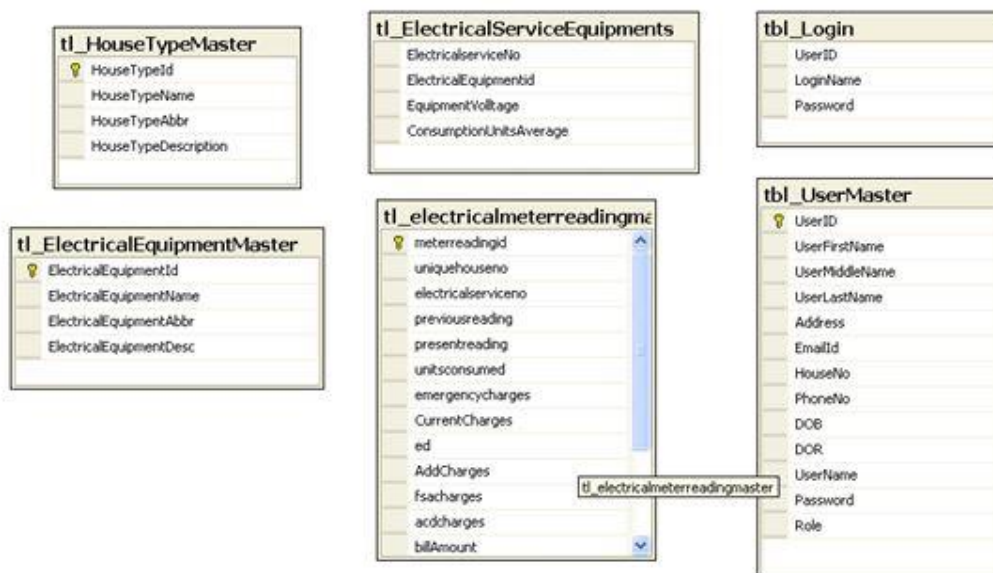 tl_HouseTypeMaster
HouseTypeId
HouseTypeName
HouseTypeAbbr
HouseTypeDescription
tl_ElectricalServiceEquipments
ElectricalserviceNo
ElectricalEquipmentid
EquipmentVolltage
ConsumptionUnitsAverage
tbl_Login
UserID
LoginName
Password
tl_ElectricalEquipmentMaster
ElectricalEquipmentId
ElectricalEquipmentName
ElectricalEquipmentAbbr
ElectricalEquipmentDesc
tl_electricalmeterreadingma
meterreadingid
uniquehouseno
electricalserviceno
previousreading
presentreading
unitsconsumed
emergencycharges
CurrentCharges
ed
AddCharges
fsacharges
acdcharges
billAmount
tl_electricalmeterreadingmaster
tbl_UserMaster
UserID
UserFirstName
UserMiddleName
UserLastName
Address
EmailId
HouseNo
PhoneNo
DOB
DOR
UserName
Password
Role